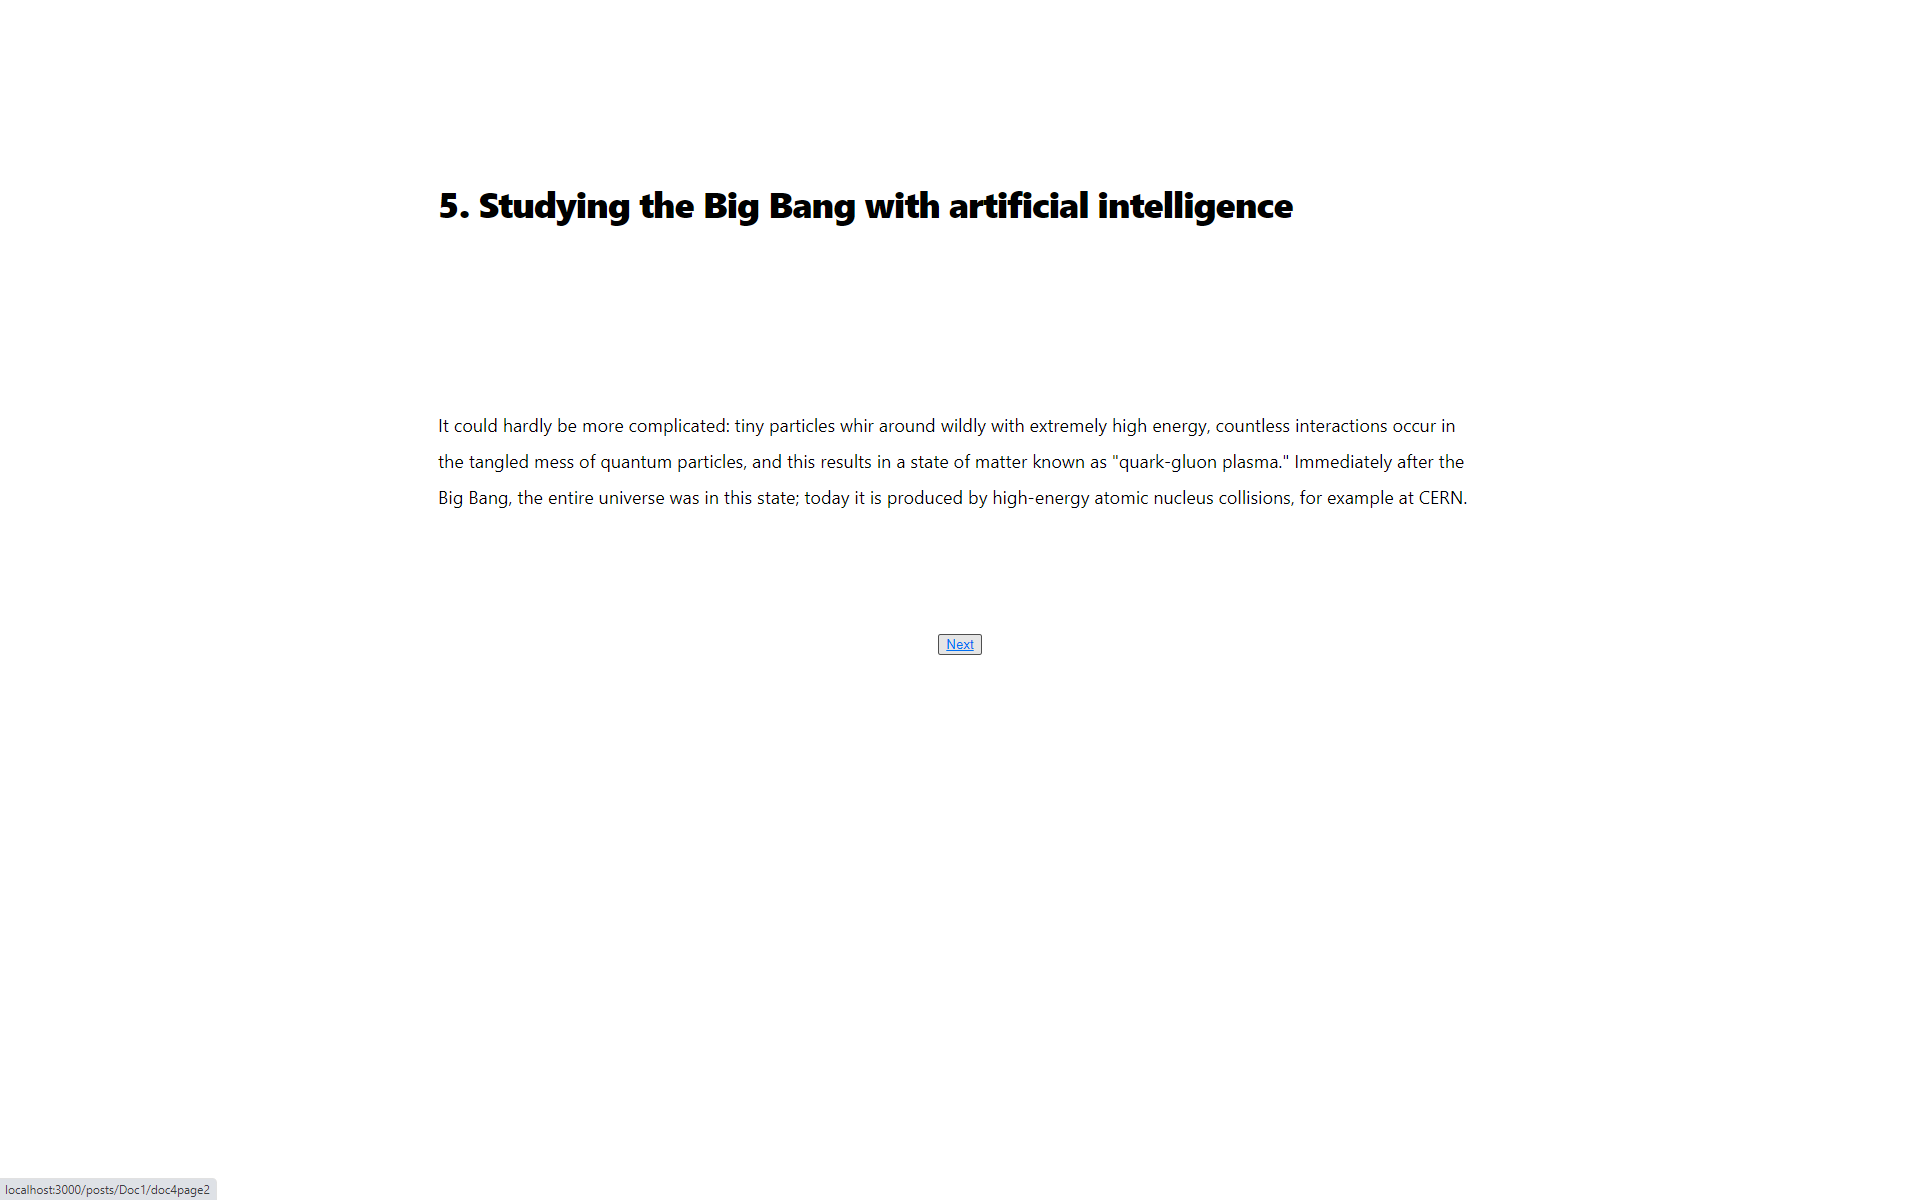 5. Studying the Big Bang with artificial intelligence
It could hardly be more complicated: tiny particles whir around wildly with extremely high energy, countless interactions occur in
the tangled mess of quantum particles, and this results in a state of matter known as "quark-gluon plasma." Immediately after the
Big Bang, the entire universe was in this state; today it is produced by high-energy atomic nucleus collisions, for example at CERN.
Next
localhost:3000/posts/Doc1/doc4page2